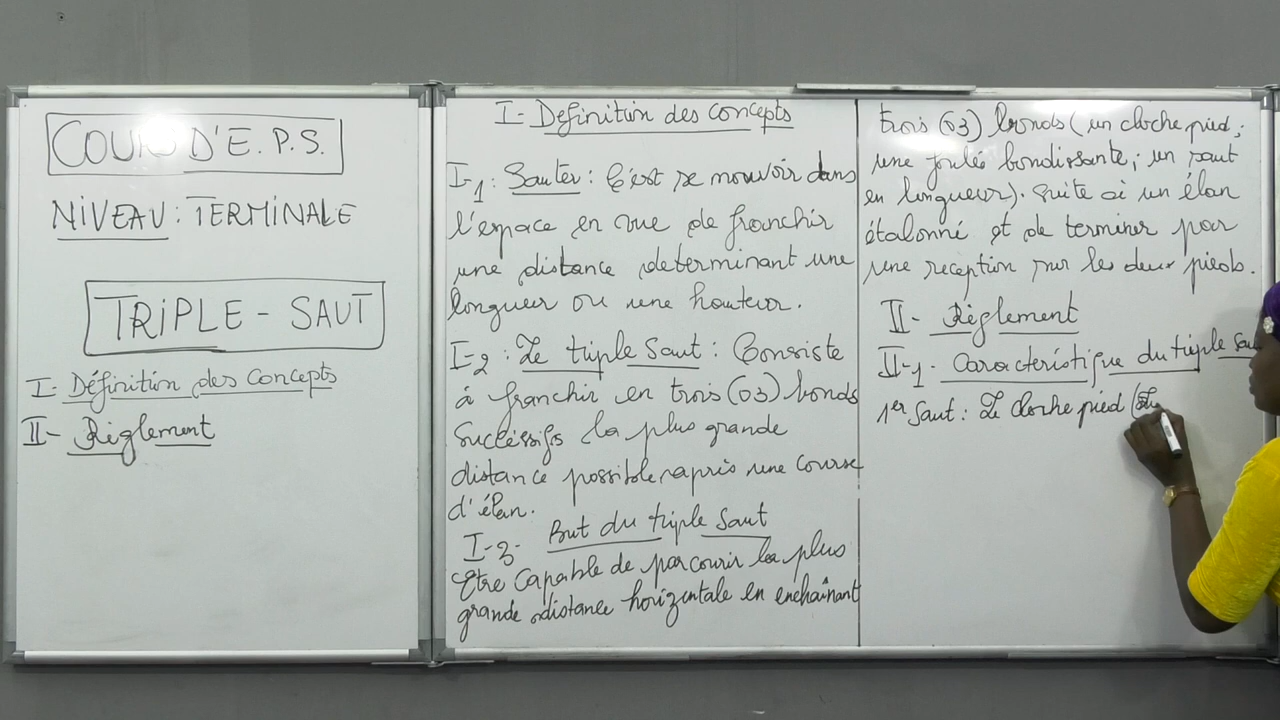 COURS D'E.P.S.
NIVEAU : TERMINALE
TRIPLE - SAUT
I- Définition des Concepts
II- Règlement
I- Définition des Concepts
I-1 : Sauter : C'est se mouvoir dans
l'espace en vue de franchir
une distance determinant une
longueur ou une hauteur.
I-2 : Le triple Saut : Consiste
à franchir en trois (03) bonds
Successifs la plus grande
distance possible après une course
d'élan.
I-3- But du triple Saut
Etre Capable de parcourir la plus
grande distance horizontale en enchaînant
trois (03) bonds (un cloche pied ;
une foulée bondissante ; un saut
en longueur). Suite à un élan
étalonné et de terminer par
une reception sur les deux pieds.
II- Règlement
II-1- Caractéristique du triple Saut
1er Saut : Le Cloche pied (